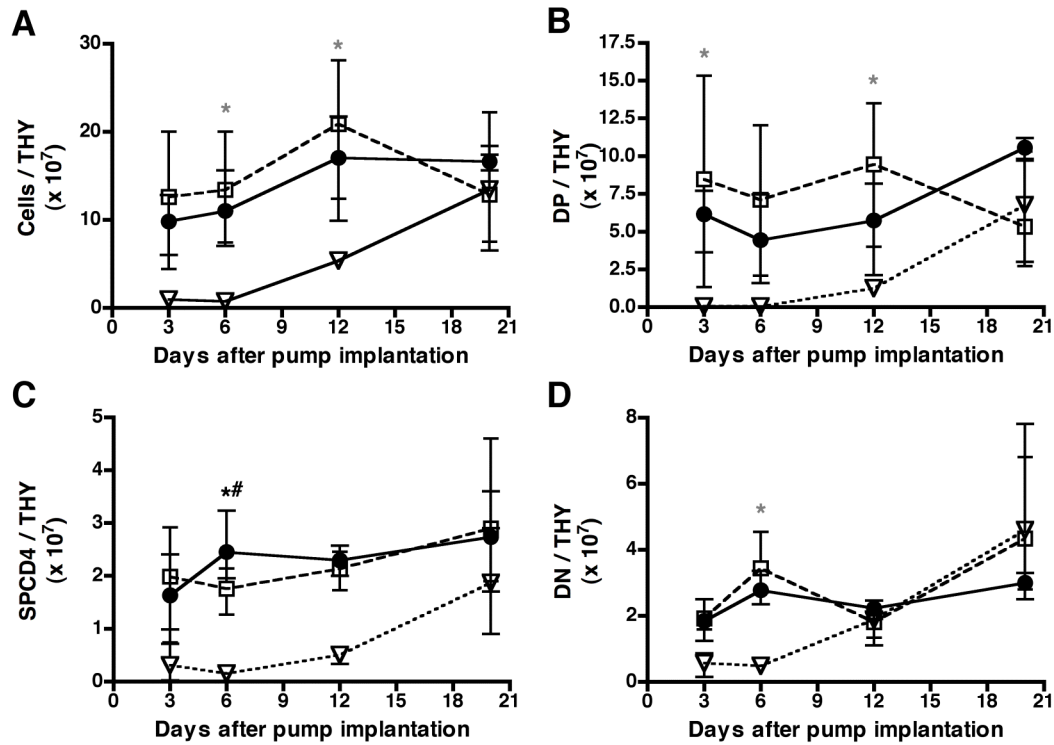 A
Cells / THY
(x 10⁷)
30
20
10
0
*
*
0 3 6 9 12 15 18 21
Days after pump implantation
B
DP / THY
(x 10⁷)
17.5
15.0
12.5
10.0
7.5
5.0
2.5
0.0
*
*
0 3 6 9 12 15 18 21
Days after pump implantation
C
SPCD4 / THY
(x 10⁷)
5
4
3
2
1
0
*#
0 3 6 9 12 15 18 21
Days after pump implantation
D
DN / THY
(x 10⁷)
8
6
4
2
0
*
0 3 6 9 12 15 18 21
Days after pump implantation